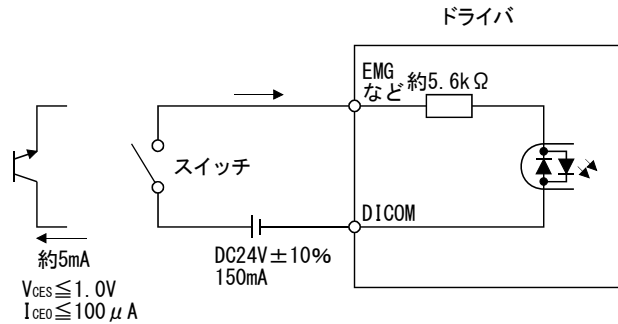 ドライバ
EMG
など
約5.6kΩ
スイッチ
DICOM
DC24V±10%
150mA
約5mA
VCES≦1.0V
ICEO≦100μA